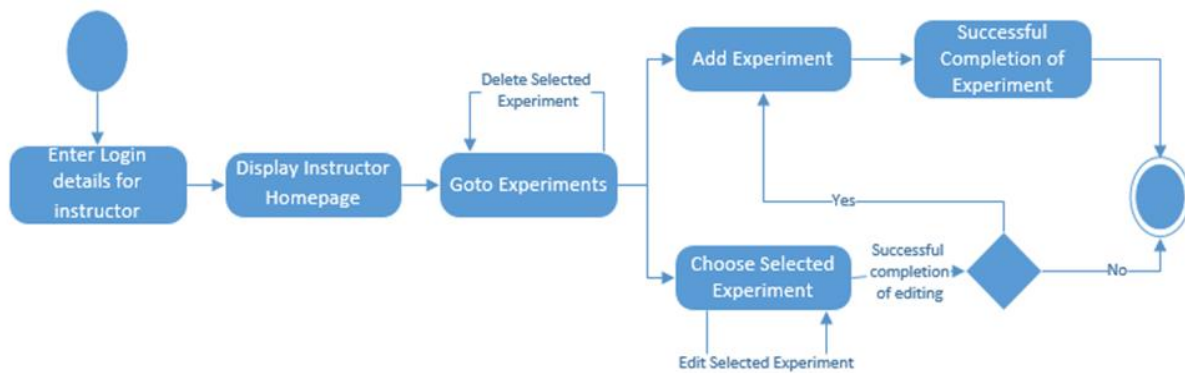 Enter Login
details for
instructor
Display Instructor
Homepage
Delete Selected
Experiment
Goto Experiments
Add Experiment
Successful
Completion of
Experiment
Yes
Choose Selected
Experiment
Successful
completion
of editing
No
Edit Selected Experiment